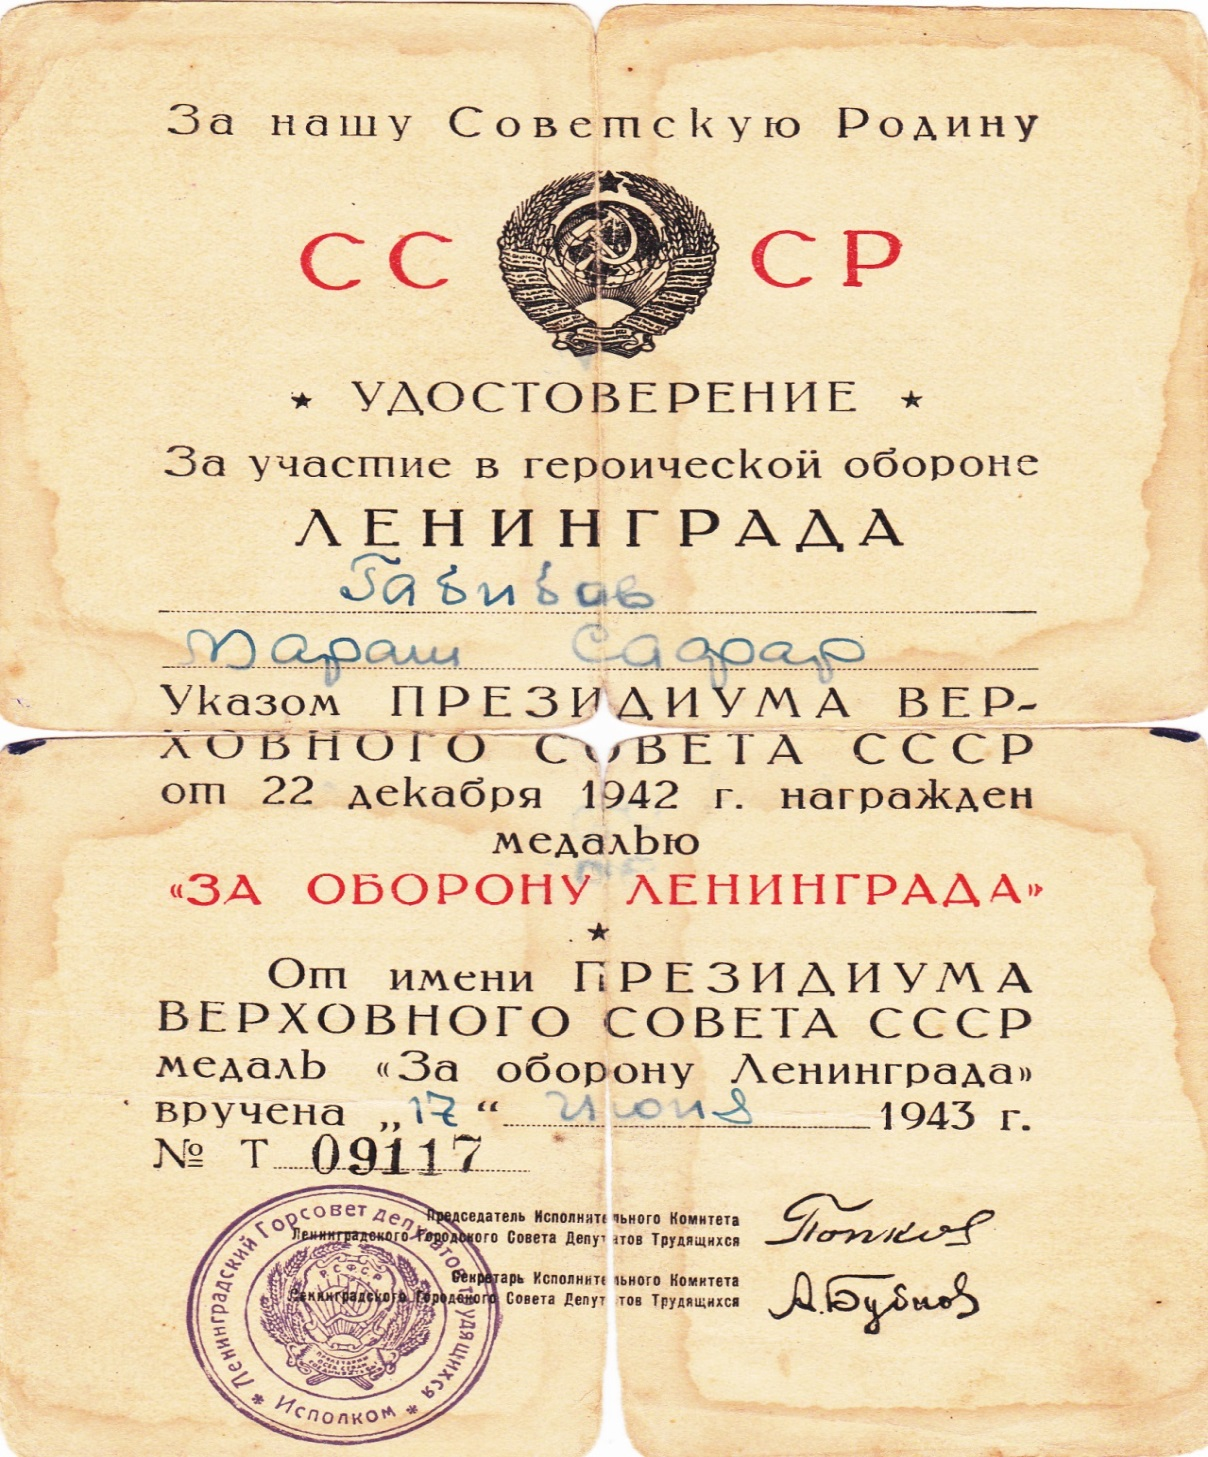 За нашу Советскую Родину
СССР
УДОСТОВЕРЕНИЕ
За участие в героической обороне
ЛЕНИНГРАДА
Габибов
Мараш Садрар
Указом ПРЕЗИДИУМА ВЕР-
ХОВНОГО СОВЕТА СССР
от 22 декабря 1942 г. награжден
медалью
«ЗА ОБОРОНУ ЛЕНИНГРАДА»
От имени ПРЕЗИДИУМА
ВЕРХОВНОГО СОВЕТА СССР
медаль «За оборону Ленинграда»
вручена „17“ июня 1943 г.
№ Т 09117
Председатель Исполнительного Комитета
Ленинградского Городского Совета Депутатов Трудящихся
Попков
Секретарь Исполнительного Комитета
Ленинградского Городского Совета Депутатов Трудящихся
А.Бубнов
Ленинградский Горсовет депутатов трудящихся
* Исполком *
РСФСР